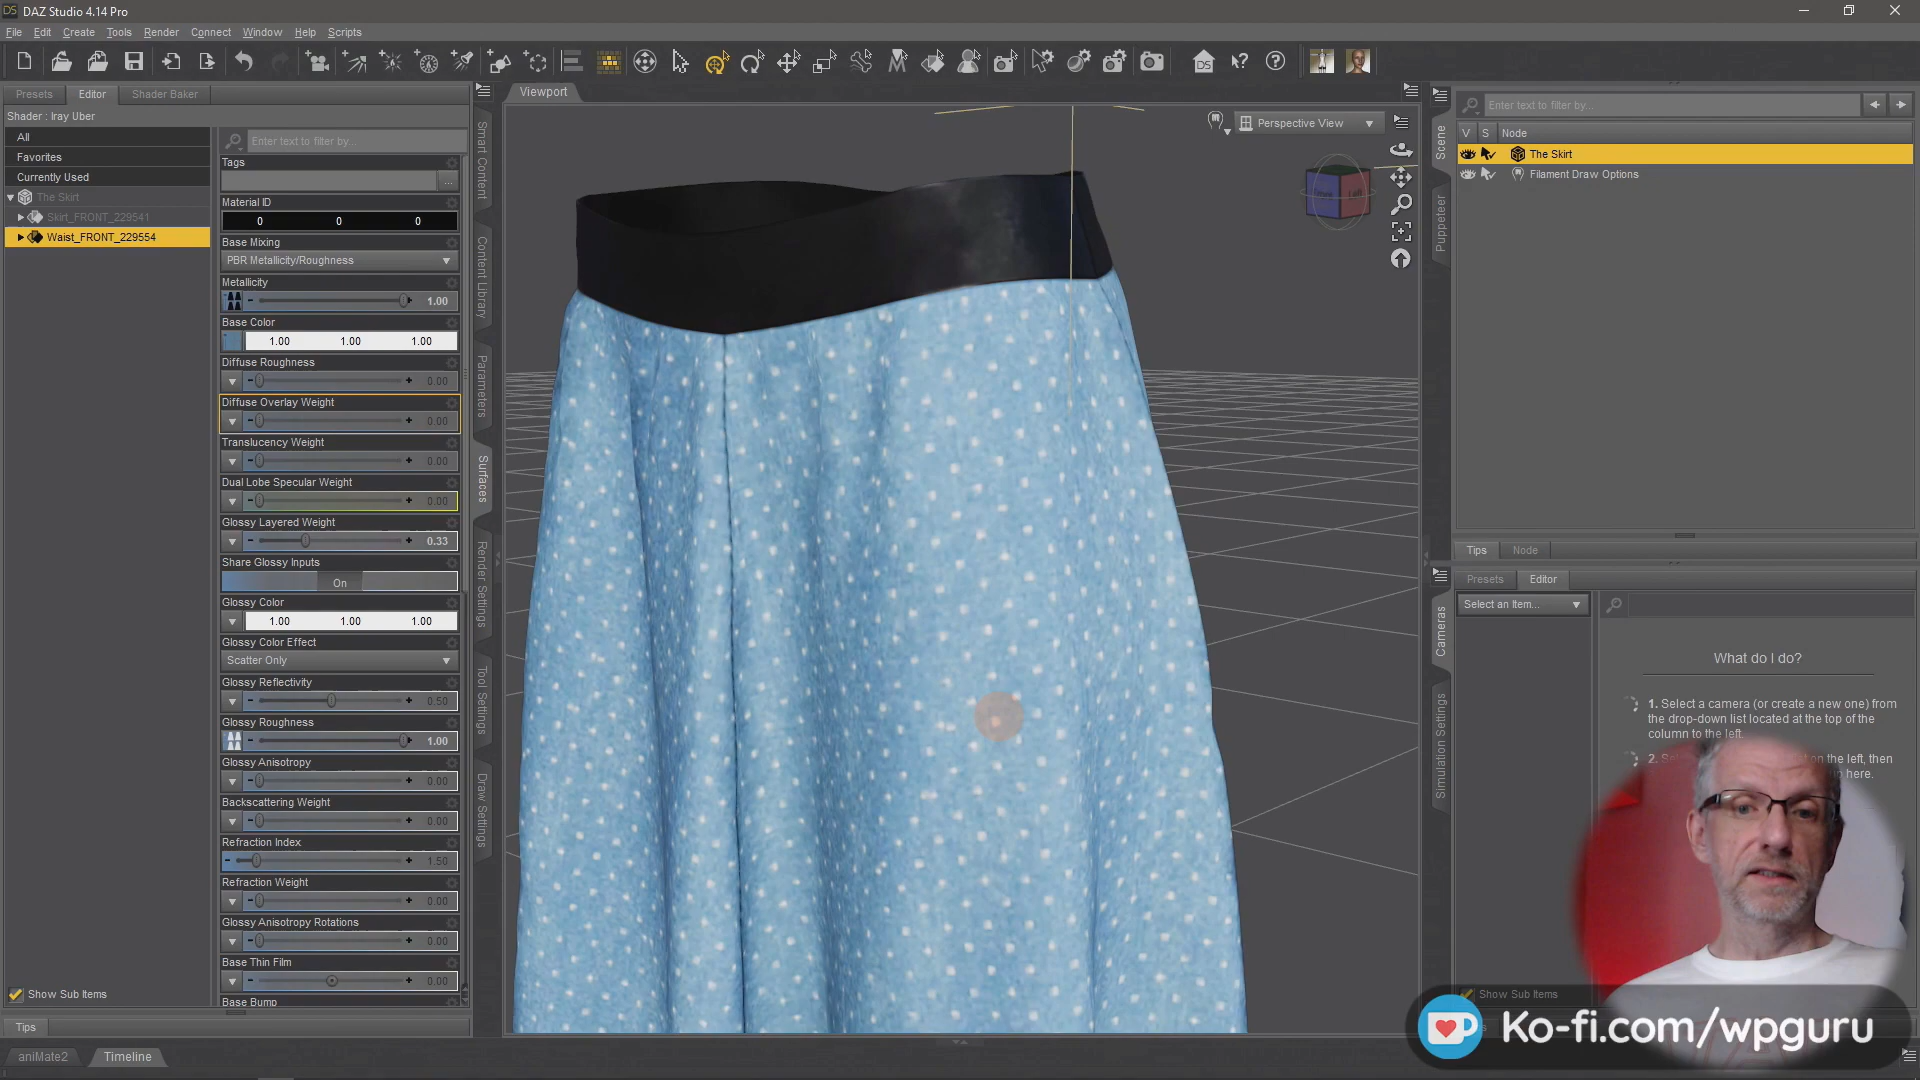 DAZ Studio 4.14 Pro
File Edit Create Tools Render Connect Window Help Scripts
Presets Editor Shader Baker
Shader : Iray Uber
All
Favorites
Currently Used
The Skirt
Skirt_FRONT_229541
Waist_FRONT_229554
Show Sub Items
Tips
Enter text to filter by...
Tags
...
Material ID
0 0 0
Base Mixing
PBR Metallicity/Roughness
Metallicity
1.00
Base Color
1.00 1.00 1.00
Diffuse Roughness
0.00
Diffuse Overlay Weight
0.00
Translucency Weight
0.00
Dual Lobe Specular Weight
0.00
Glossy Layered Weight
0.33
Share Glossy Inputs
On
Glossy Color
1.00 1.00 1.00
Glossy Color Effect
Scatter Only
Glossy Reflectivity
0.50
Glossy Roughness
1.00
Glossy Anisotropy
0.00
Backscattering Weight
0.00
Refraction Index
1.50
Refraction Weight
0.00
Glossy Anisotropy Rotations
0.00
Base Thin Film
0.00
Base Bump
Smart Content
Content Library
Parameters
Surfaces
Render Settings
Tool Settings
Draw Settings
Viewport
Perspective View
Left
Scene
Puppeteer
Enter text to filter by...
V S Node
The Skirt
Filament Draw Options
Tips Node
Presets Editor
Select an Item...
Cameras
Simulation Settings
What do I do?
1. Select a camera (or create a new one) from
the drop-down list located at the top of the
column to the left.
2.
on the left, then
here.
Show Sub Items
Ko-fi.com/wpguru
aniMate2 Timeline